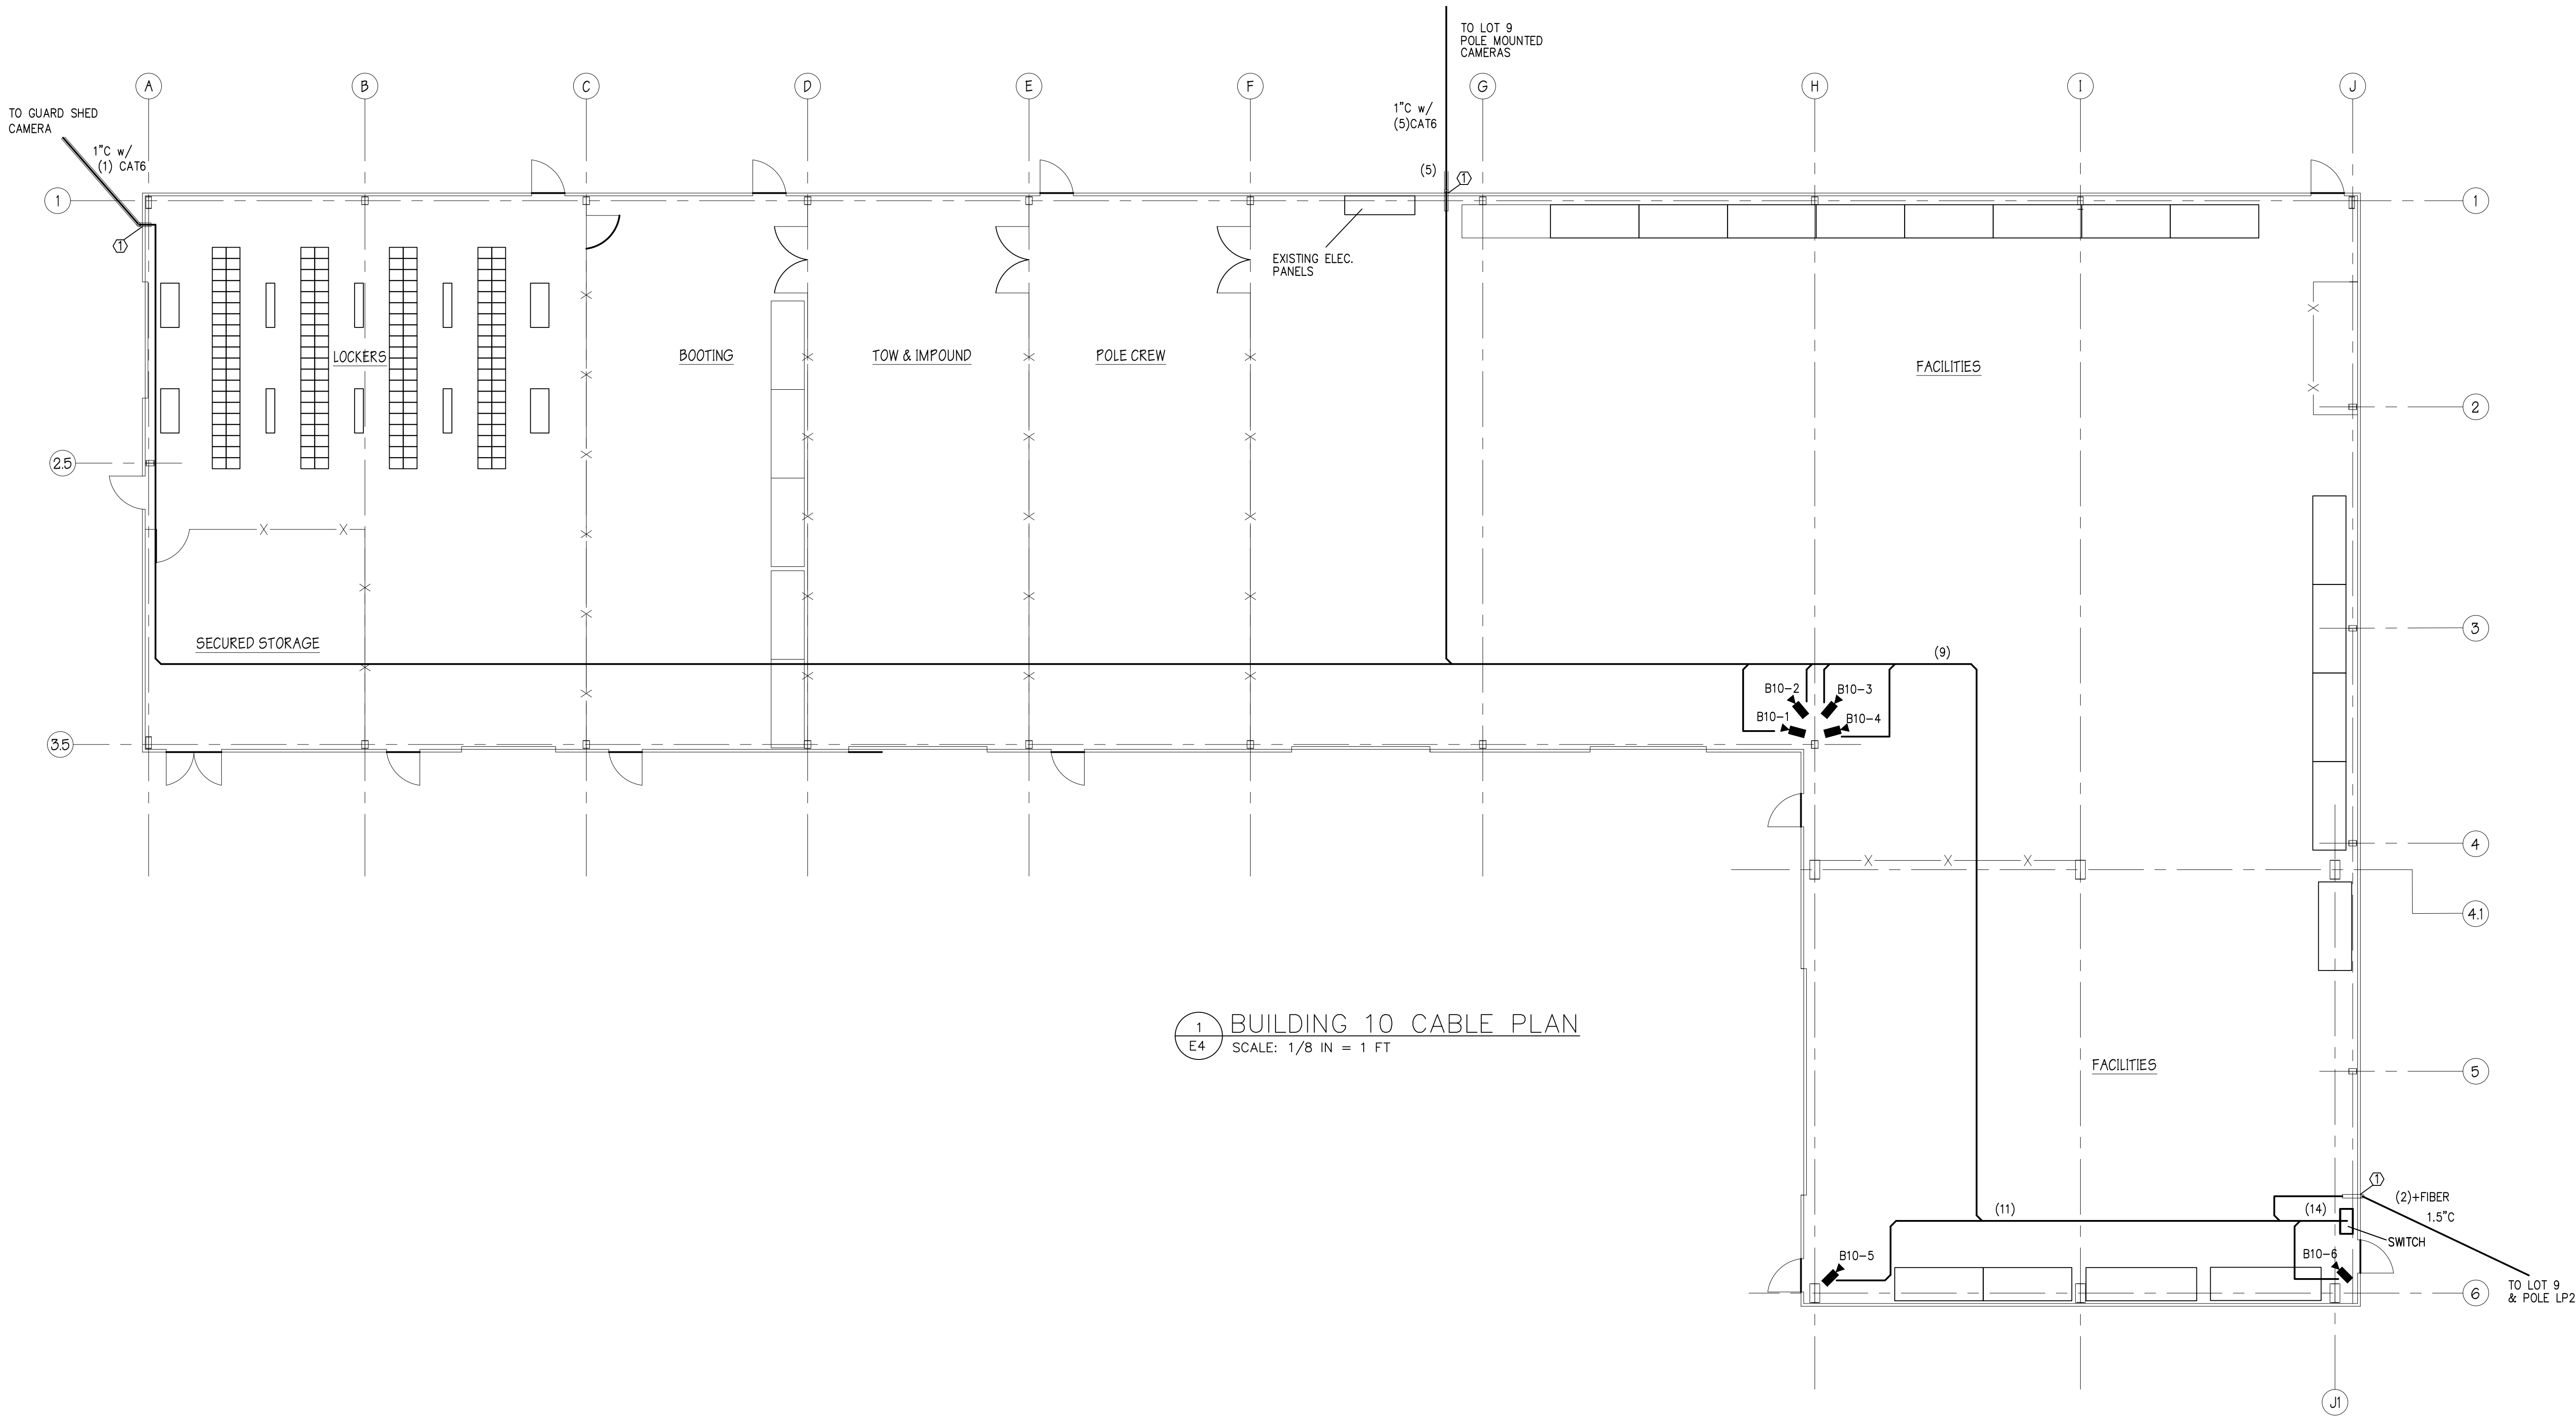 TO LOT 9
POLE MOUNTED
CAMERAS
A
B
C
D
E
F
G
H
I
J
TO GUARD SHED
CAMERA
1"C w/
(1) CAT6
1"C w/
(5)CAT6
(5)
1
1
1
1
EXISTING ELEC.
PANELS
LOCKERS
BOOTING
TOW & IMPOUND
POLE CREW
FACILITIES
2
2.5
3
SECURED STORAGE
(9)
B10-2
B10-3
B10-1
B10-4
3.5
4
4.1
1
E4
BUILDING 10 CABLE PLAN
SCALE: 1/8 IN = 1 FT
FACILITIES
5
1
(2)+FIBER
1.5"C
(11)
(14)
SWITCH
B10-5
B10-6
TO LOT 9
& POLE LP2
6
J1